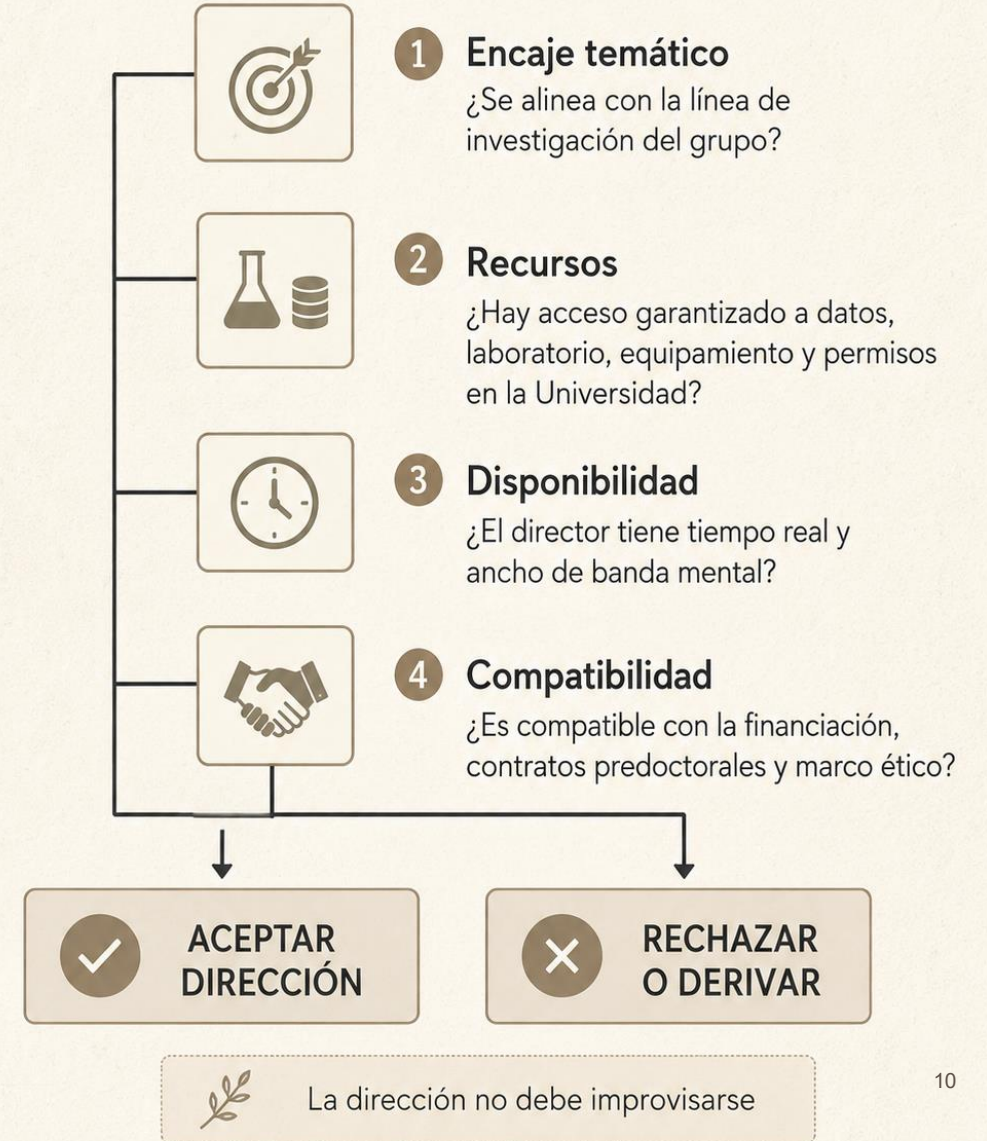 1 Encaje temático
¿Se alinea con la línea de
investigación del grupo?
2 Recursos
¿Hay acceso garantizado a datos,
laboratorio, equipamiento y permisos
en la Universidad?
3 Disponibilidad
¿El director tiene tiempo real y
ancho de banda mental?
4 Compatibilidad
¿Es compatible con la financiación,
contratos predoctorales y marco ético?
ACEPTAR
DIRECCIÓN
RECHAZAR
O DERIVAR
La dirección no debe improvisarse
10